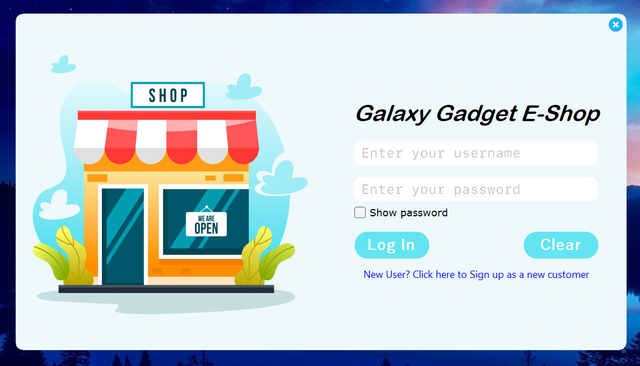 SHOP
WE ARE
OPEN
Galaxy Gadget E-Shop
Enter your username
Enter your password
Show password
Log In
Clear
New User? Click here to Sign up as a new customer